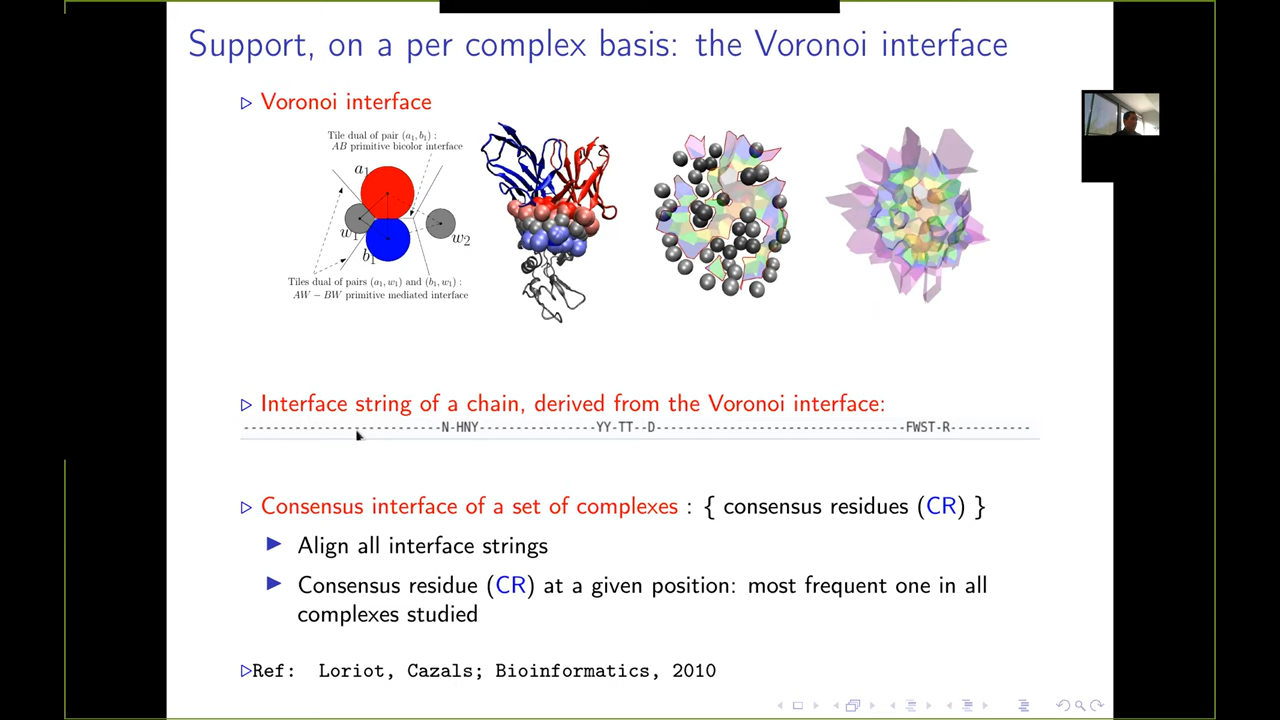 Support, on a per complex basis: the Voronoi interface
▷ Voronoi interface
Tile dual of pair (a₁, b₁) :
AB primitive bicolor interface
a₁
w₁
w₂
b₁
Tiles dual of pairs (a₁, w₁) and (b₁, w₁) :
AW − BW primitive mediated interface
▷ Interface string of a chain, derived from the Voronoi interface:
---------------------------N-HNY----------------YY-TT--D----------------------------------FWST-R-----------
▷ Consensus interface of a set of complexes : { consensus residues (CR) }
▶ Align all interface strings
▶ Consensus residue (CR) at a given position: most frequent one in all
complexes studied
▷Ref: Loriot, Cazals; Bioinformatics, 2010